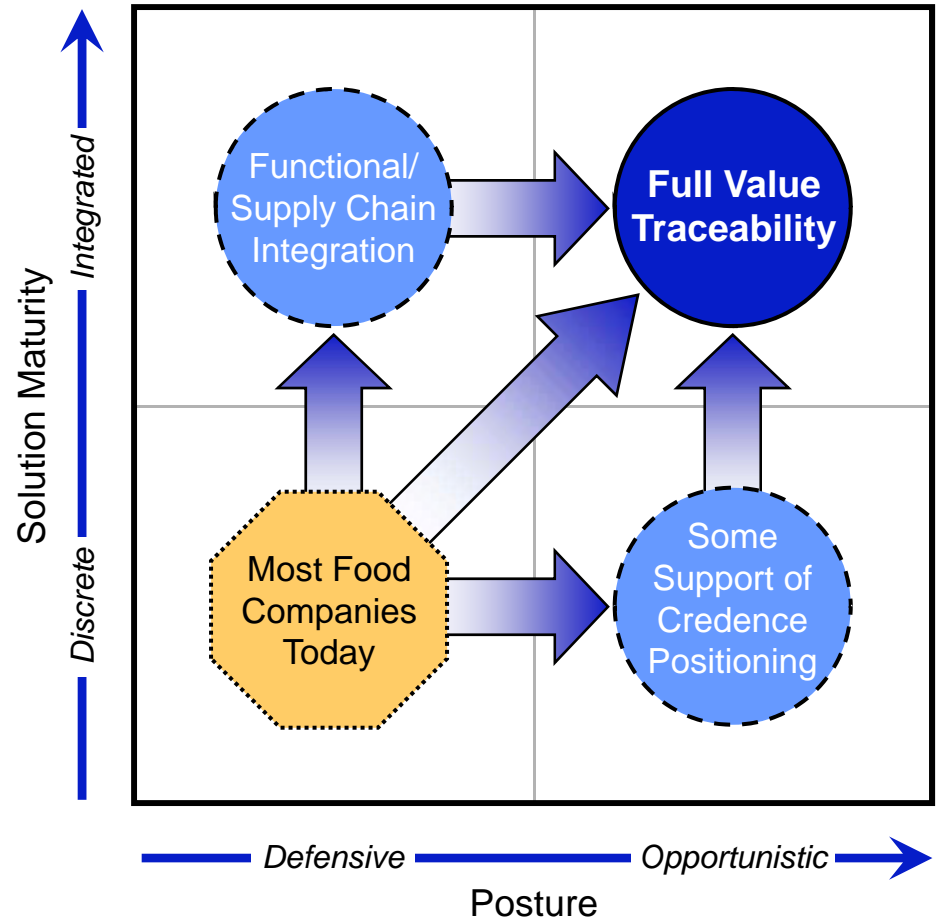 Solution Maturity
Integrated
Discrete
Functional/
Supply Chain
Integration
Full Value
Traceability
Most Food
Companies
Today
Some
Support of
Credence
Positioning
Defensive
Opportunistic
Posture